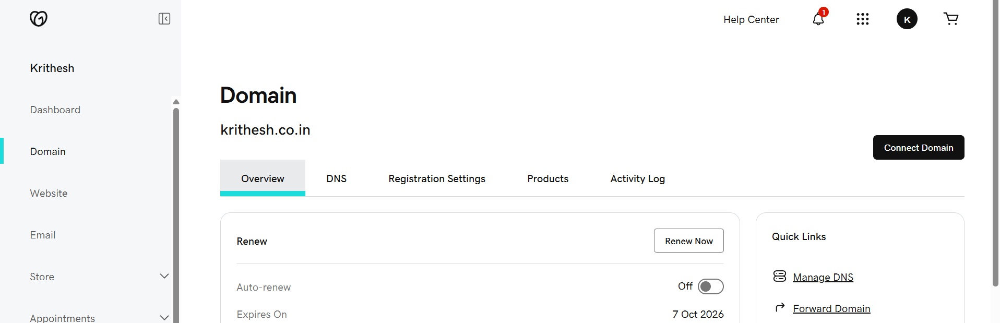 Help Center
1
K
Krithesh
Dashboard
Domain
Website
Email
Store
Appointments
Domain
krithesh.co.in
Connect Domain
Overview
DNS
Registration Settings
Products
Activity Log
Renew
Renew Now
Auto-renew
Off
Expires On
7 Oct 2026
Quick Links
Manage DNS
Forward Domain